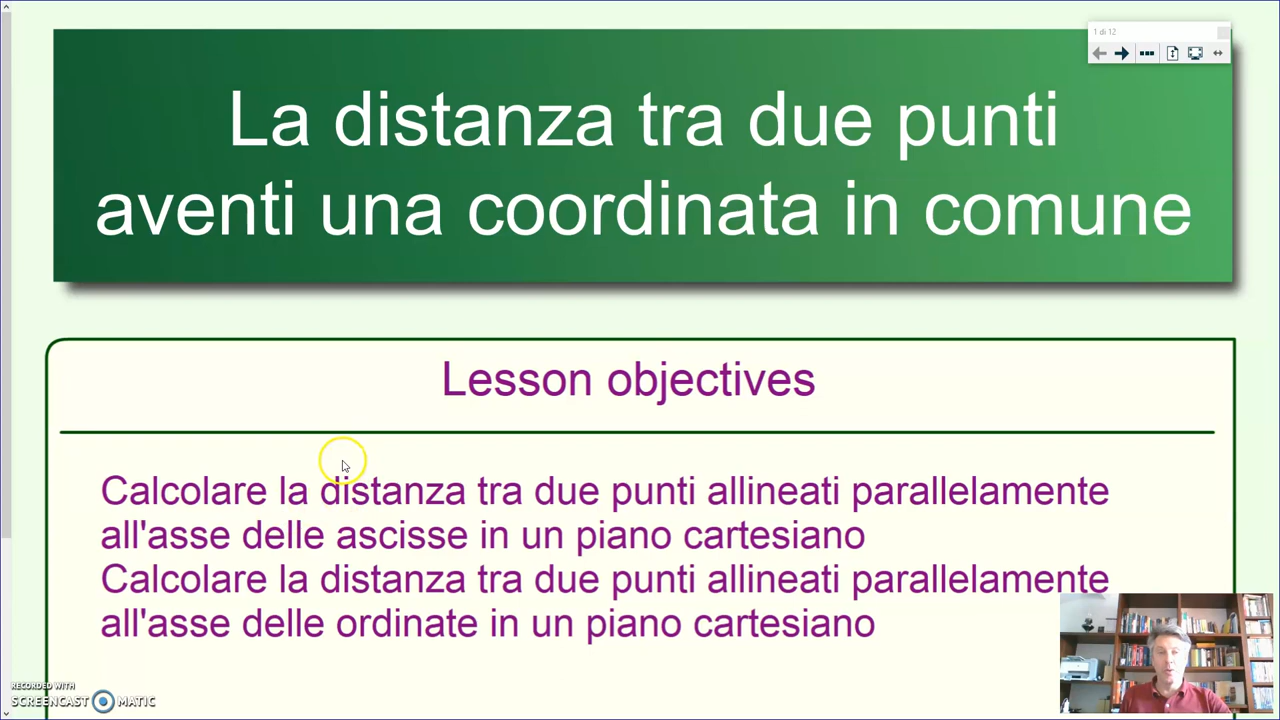 1 di 12
La distanza tra due punti
aventi una coordinata in comune
Lesson objectives
Calcolare la distanza tra due punti allineati parallelamente
all'asse delle ascisse in un piano cartesiano
Calcolare la distanza tra due punti allineati parallelamente
all'asse delle ordinate in un piano cartesiano
RECORDED WITH
SCREENCAST MATIC